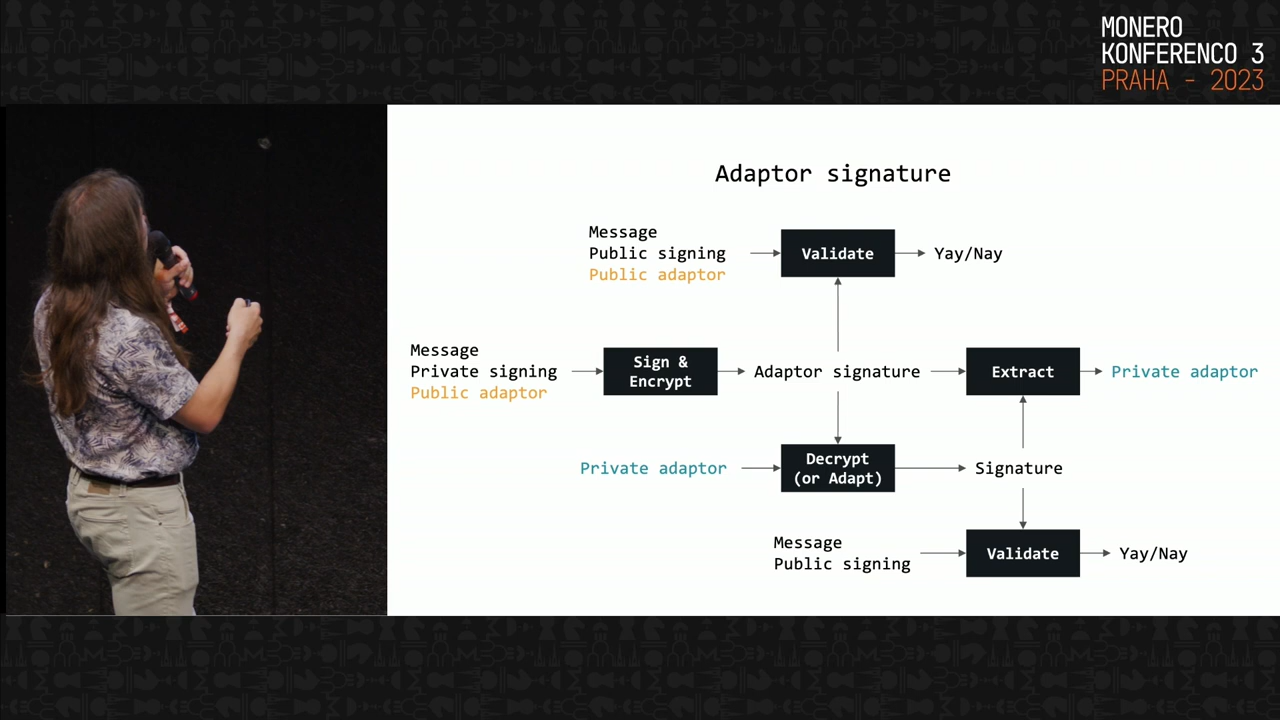 MONERO
KONFERENCO 3
PRAHA - 2023
Adaptor signature
Message
Public signing
Public adaptor
Validate
Yay/Nay
Message
Private signing
Public adaptor
Sign &
Encrypt
Adaptor signature
Extract
Private adaptor
Private adaptor
Decrypt
(or Adapt)
Signature
Message
Public signing
Validate
Yay/Nay